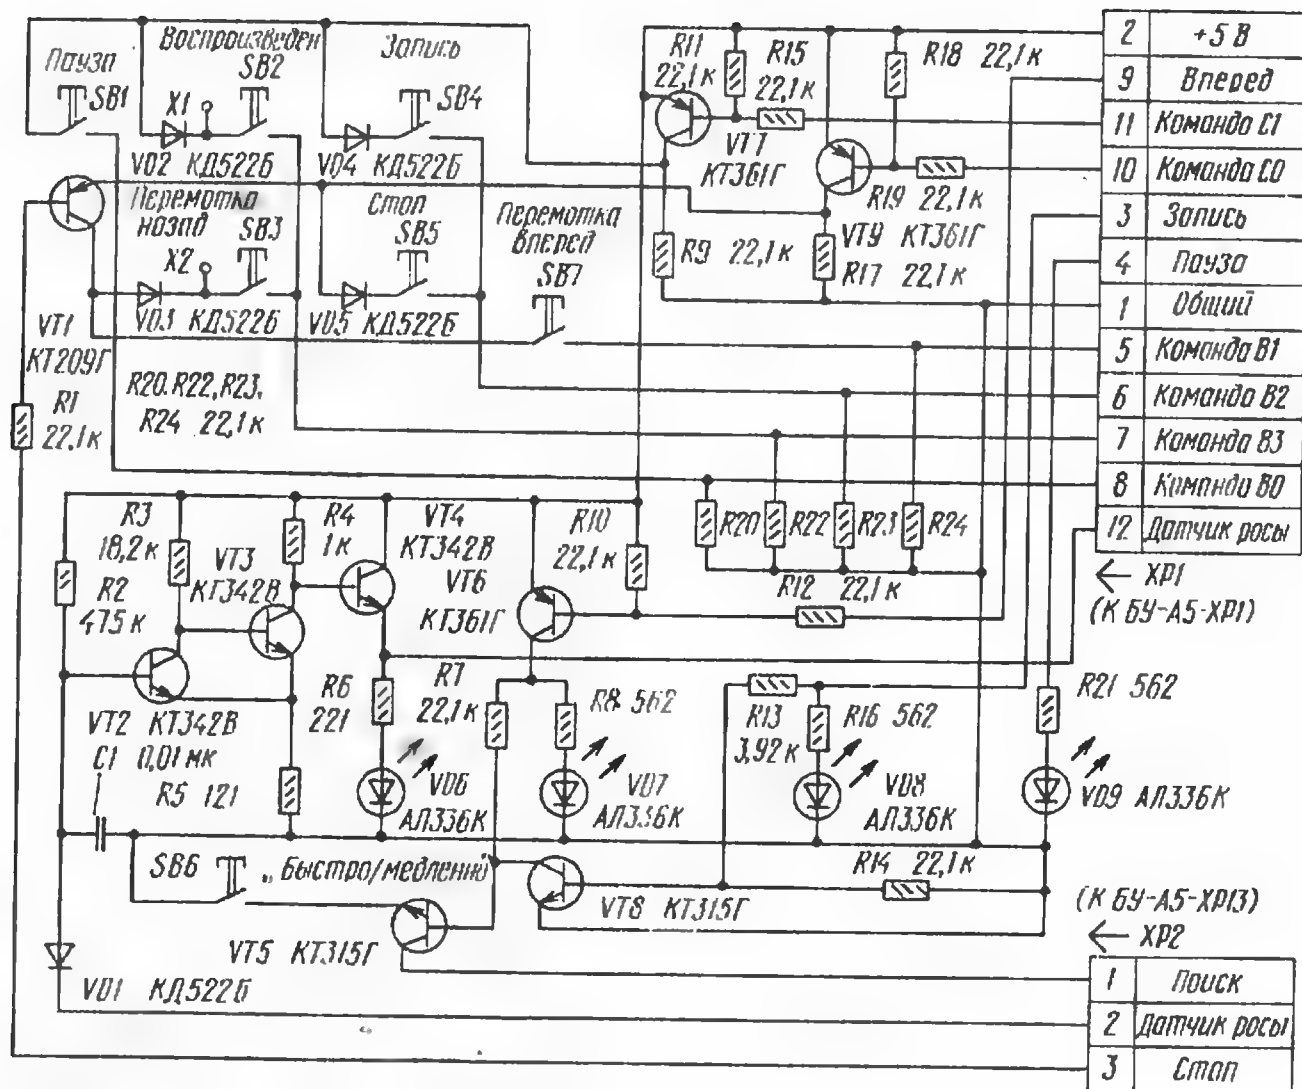 Пауза
SB1
Воспроизведен
SB2
X1
VD2 КД522Б
Запись
SB4
VD4 КД522Б
Перемотка
назад
SB3
X2
VD3 КД522Б
Стоп
SB5
VD5 КД522Б
Перемотка
вперед
SB7
VT1
КТ209Г
R1
22,1к
R20. R22, R23,
R24 22,1к
R11
22,1к
R15
22,1к
VT7
КТ361Г
R18 22,1к
R19 22,1к
VT9 КТ361Г
R9 22,1к
R17 22,1к
2 +5 В
9 Вперед
11 Команда С1
10 Команда С0
3 Запись
4 Пауза
1 Общий
5 Команда В1
6 Команда В2
7 Команда В3
8 Команда В0
12 Датчик росы
ХР1
(К БУ-А5-ХР1)
R20
R22
R23
R24
R3
18,2к
R2
475к
VT3
КТ342В
R4
1к
VT4
КТ342В
VT6
КТ361Г
R10
22,1к
R12 22,1к
VT2 КТ342В
C1 0,01мк
R5 121
R6
221
R7
22,1к
R8 562
VD6
АЛ336К
VD7
АЛ336К
R13
3,92к
R16 562
VD8
АЛ336К
R21 562
VD9 АЛ336К
R14 22,1к
SB6
„Быстро/медленно
VT5 КТ315Г
VT8 КТ315Г
VD1 КД522Б
(К БУ-А5-ХР13)
ХР2
1 Поиск
2 Датчик росы
3 Стоп